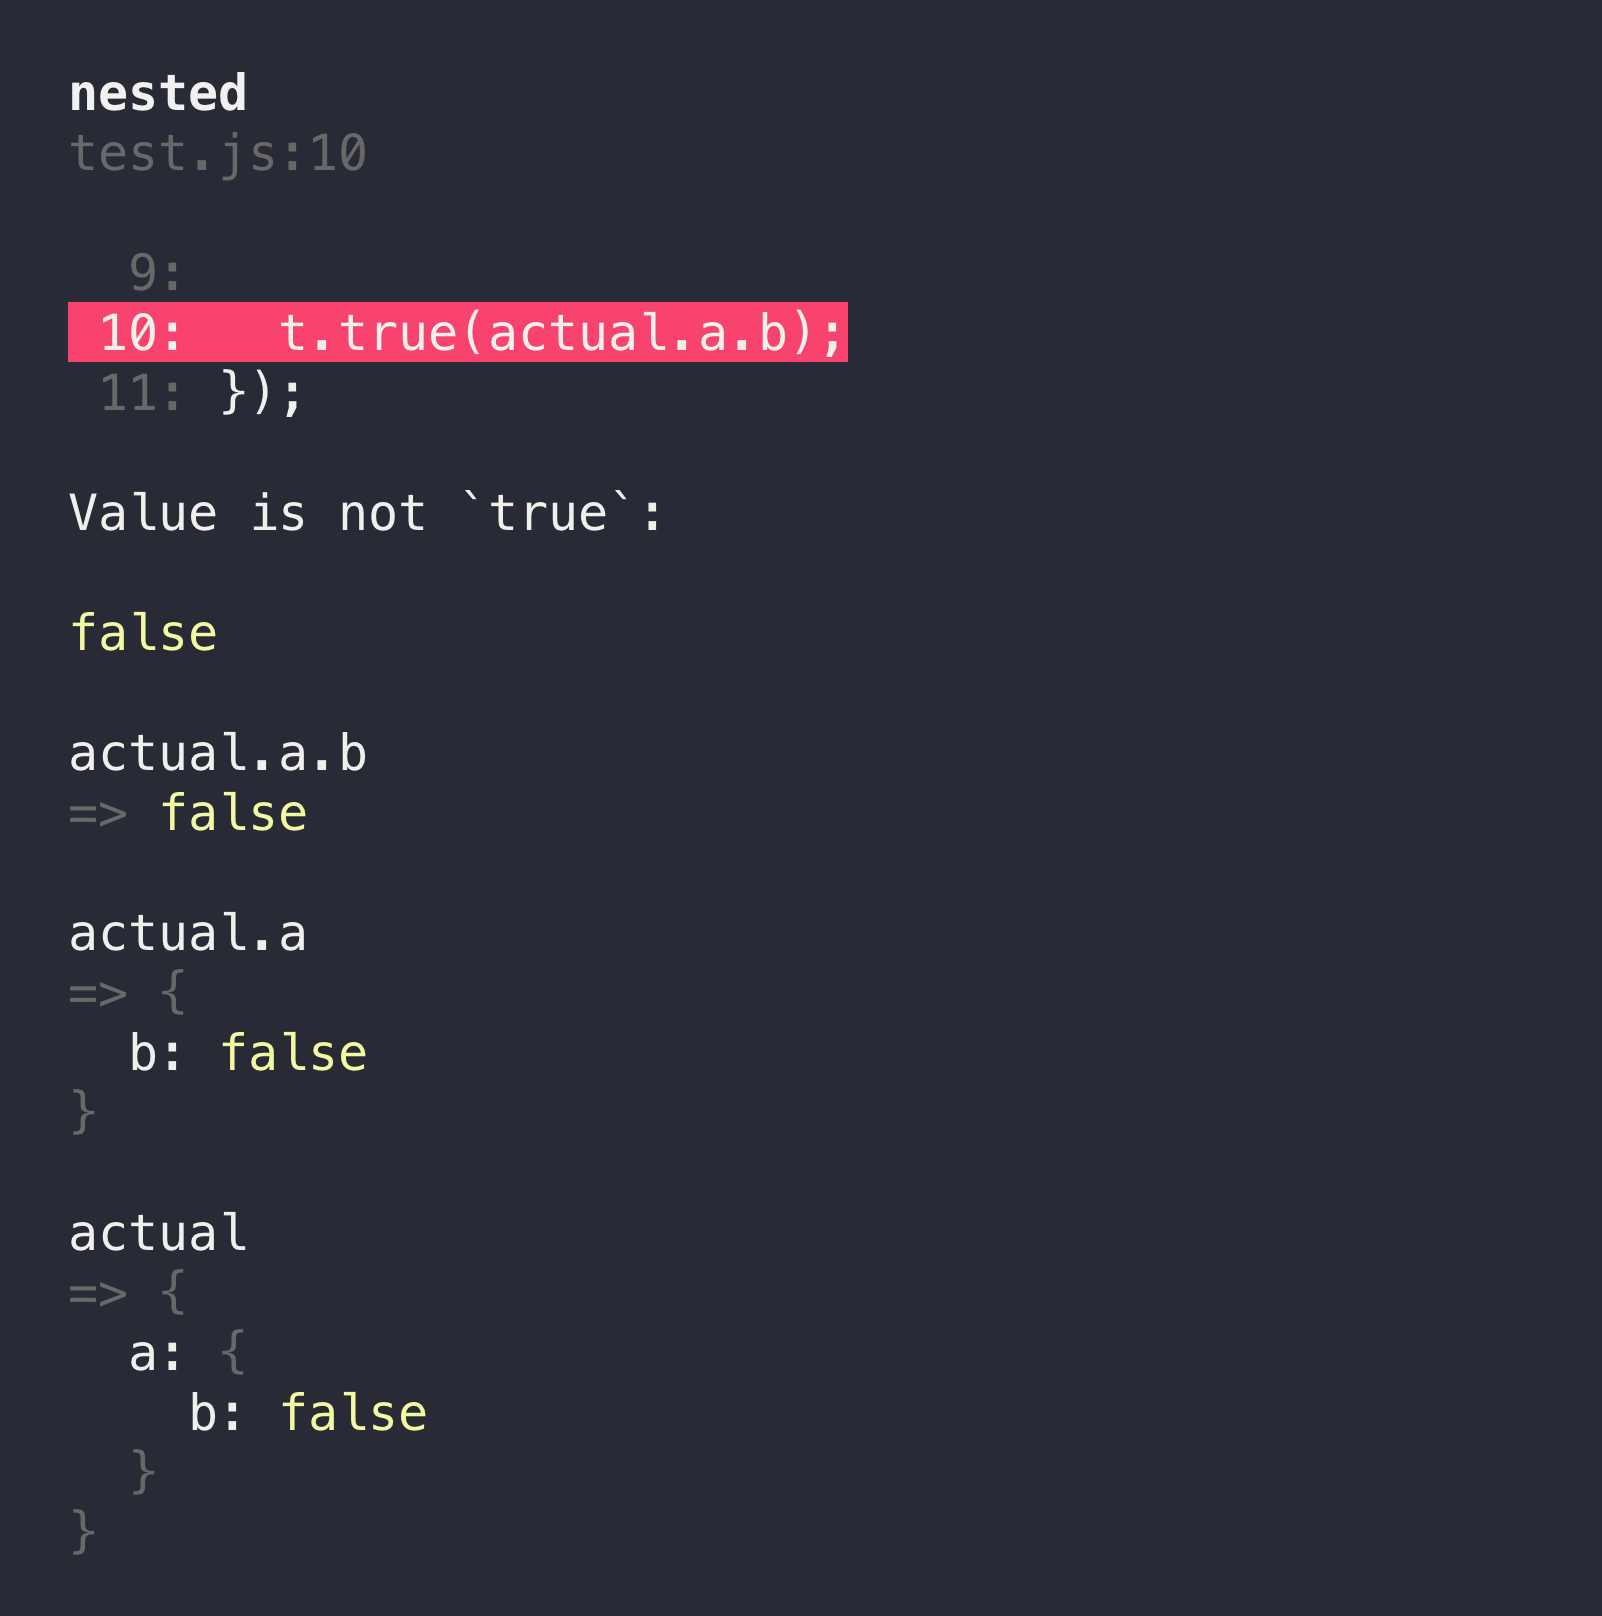 nested
test.js:10
9:
10:   t.true(actual.a.b);
11: });
Value is not `true`:
false
actual.a.b
=> false
actual.a
=> {
  b: false
}
actual
=> {
  a: {
    b: false
  }
}